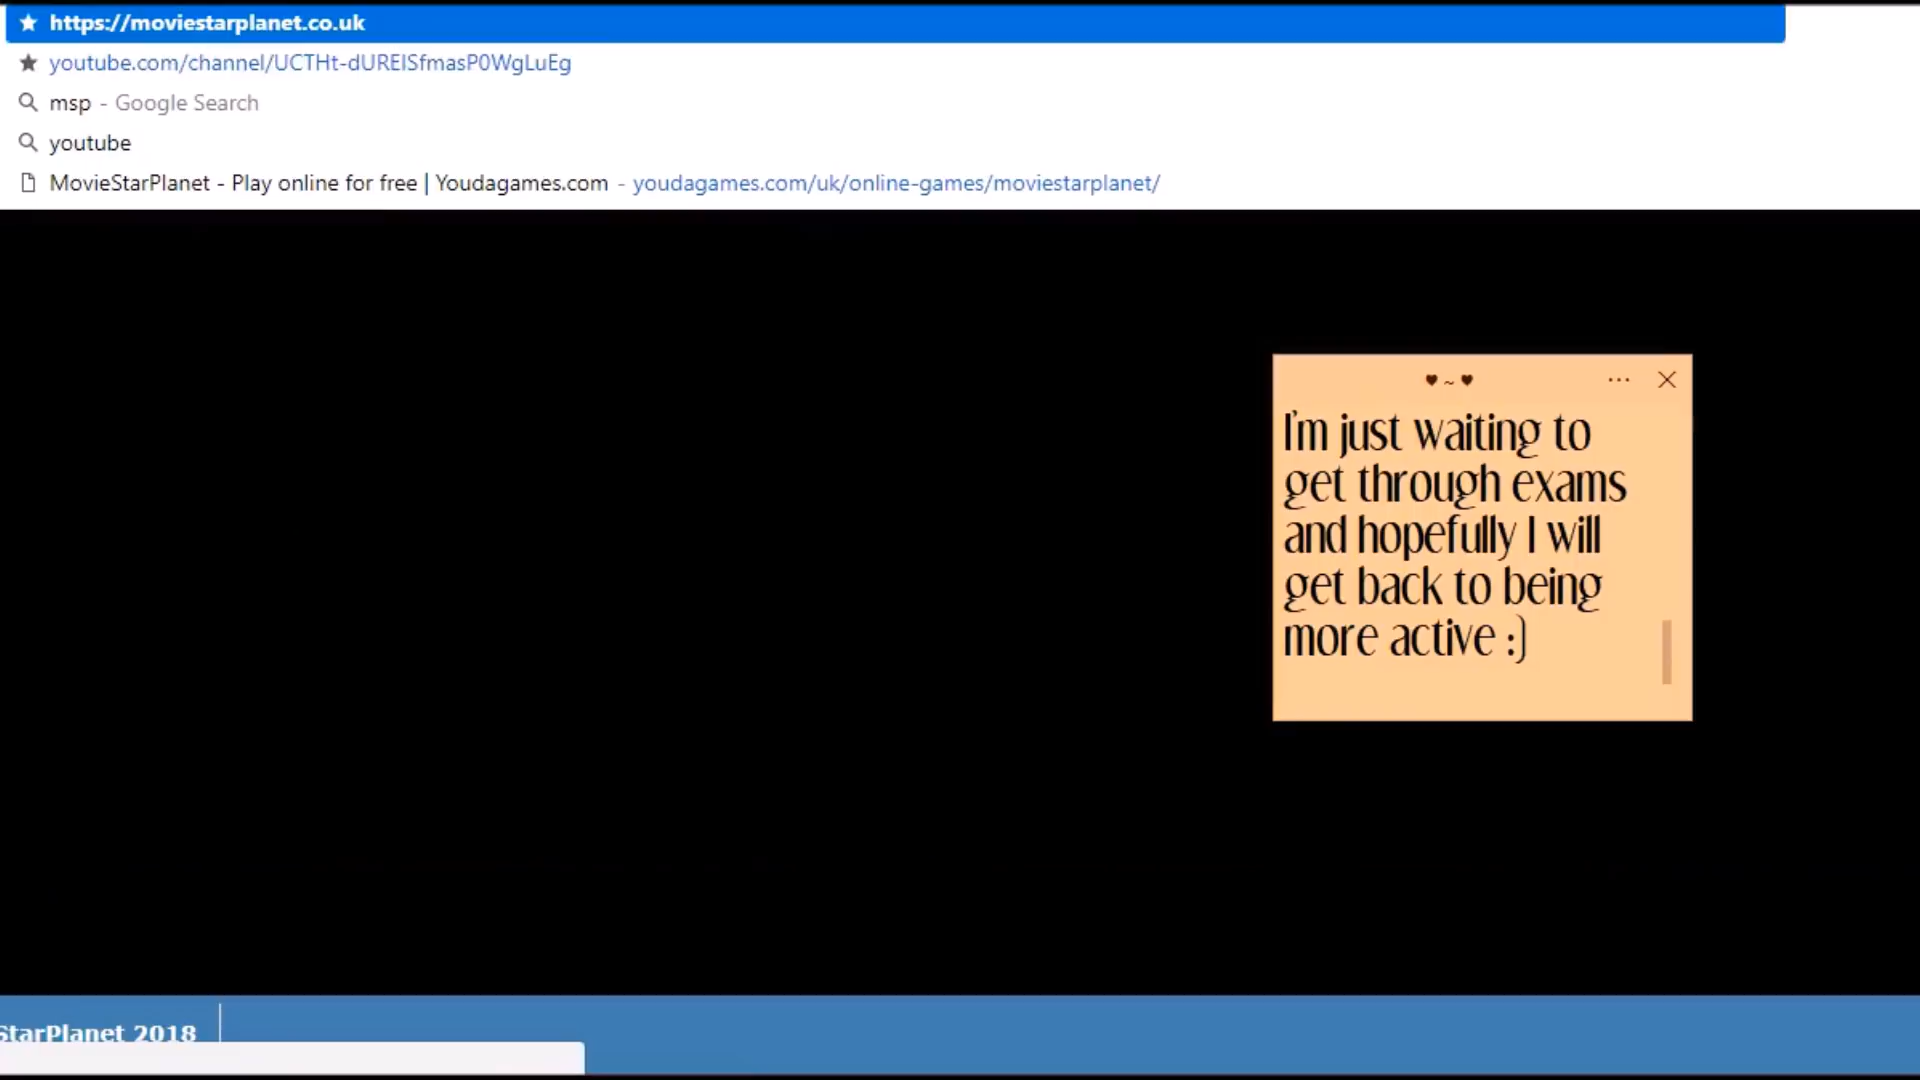 https://moviestarplanet.co.uk
youtube.com/channel/UCTHt-dUREISfmasP0WgLuEg
msp - Google Search
youtube
MovieStarPlanet - Play online for free | Youdagames.com - youdagames.com/uk/online-games/moviestarplanet/
♥ ~ ♥
I'm just waiting to
get through exams
and hopefully I will
get back to being
more active :)
StarPlanet 2018